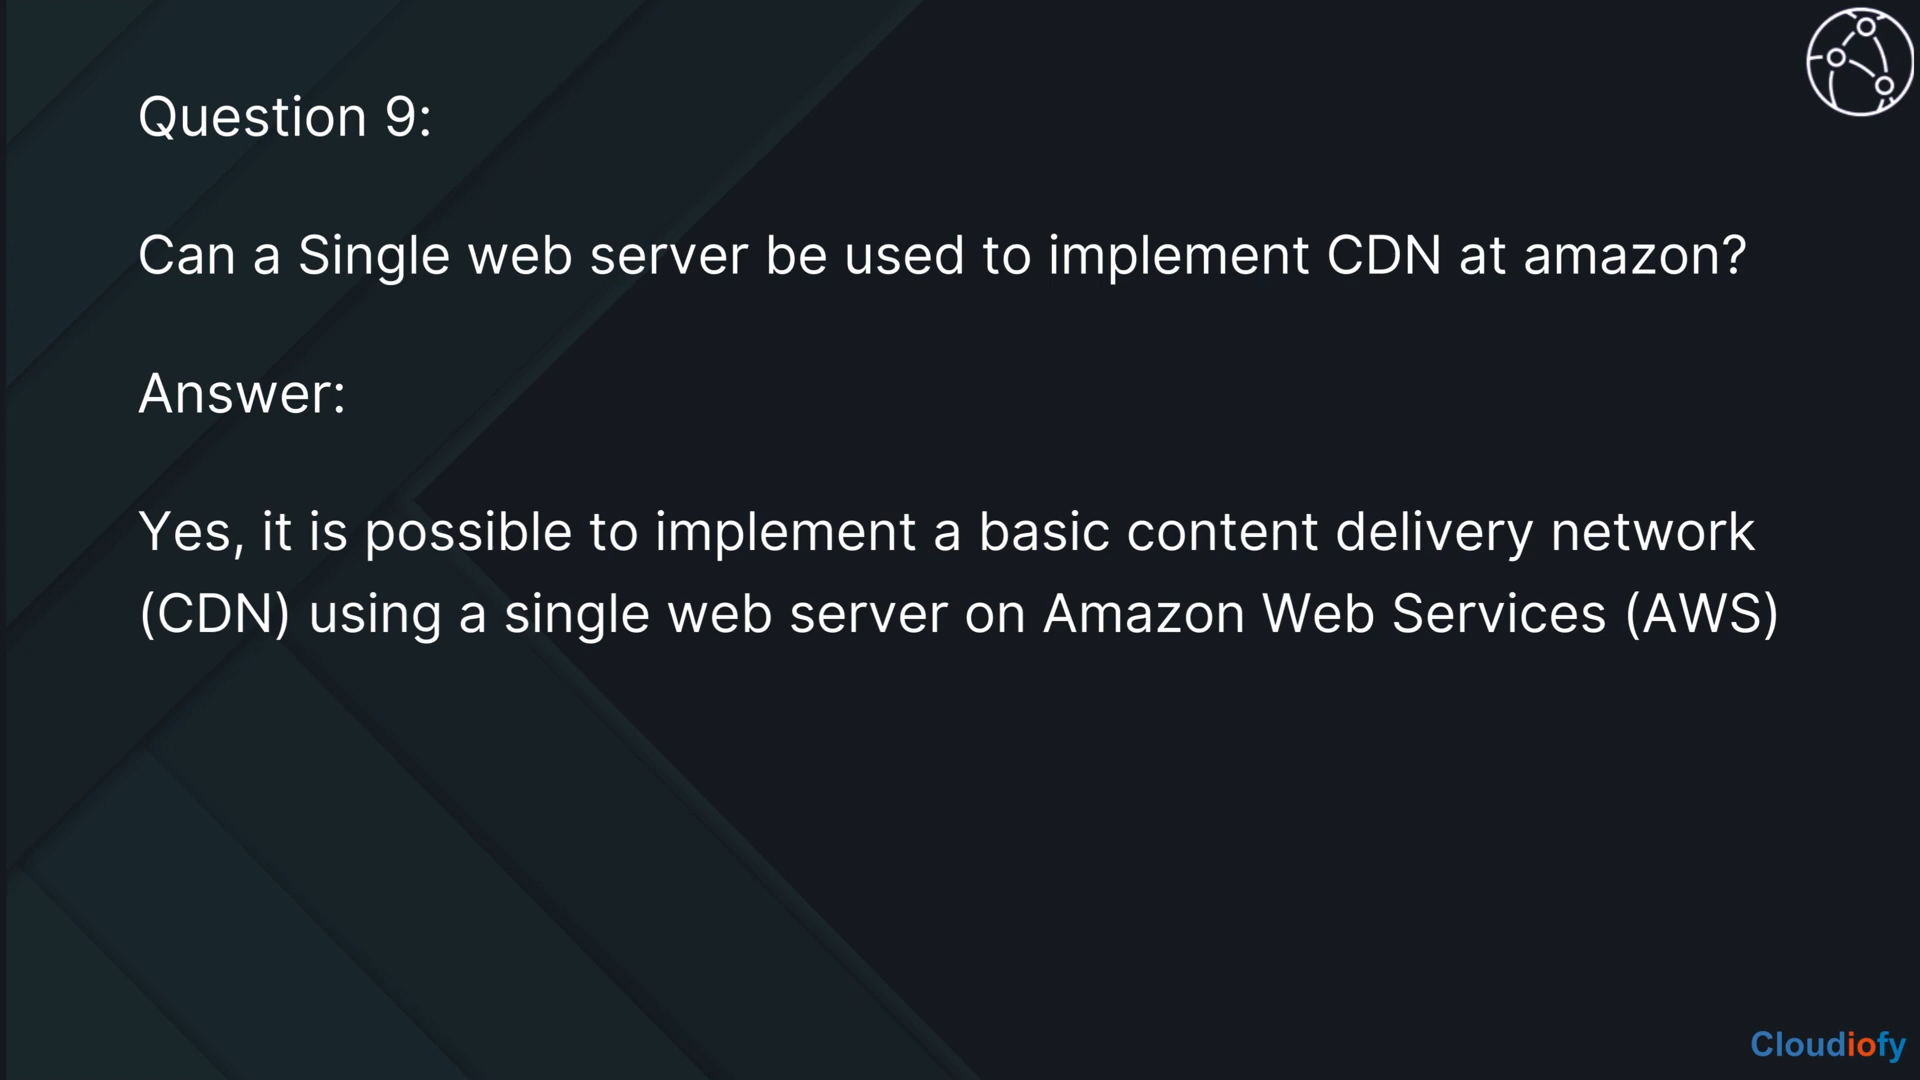 Question 9:
Can a Single web server be used to implement CDN at amazon?
Answer:
Yes, it is possible to implement a basic content delivery network
(CDN) using a single web server on Amazon Web Services (AWS)
Cloudiofy